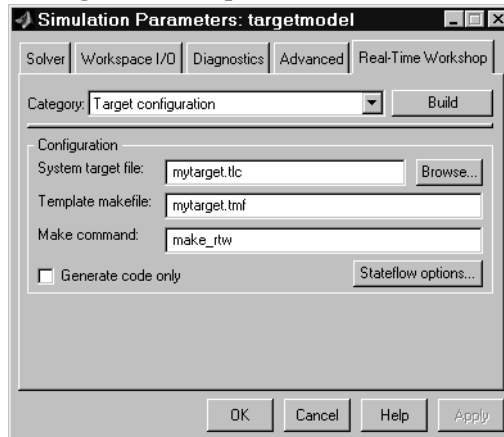 Simulation Parameters: targetmodel
Solver Workspace I/O Diagnostics Advanced Real-Time Workshop
Category: Target configuration Build
Configuration
System target file: mytarget.tlc Browse...
Template makefile: mytarget.tmf
Make command: make_rtw
Generate code only Stateflow options...
OK Cancel Help Apply